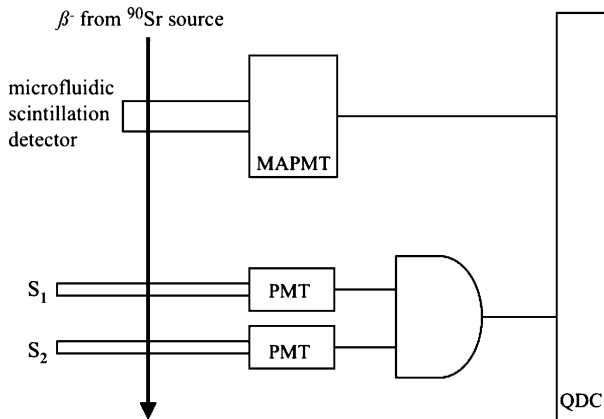 β- from 90Sr source
microfluidic
scintillation
detector
MAPMT
S1
PMT
S2
PMT
QDC